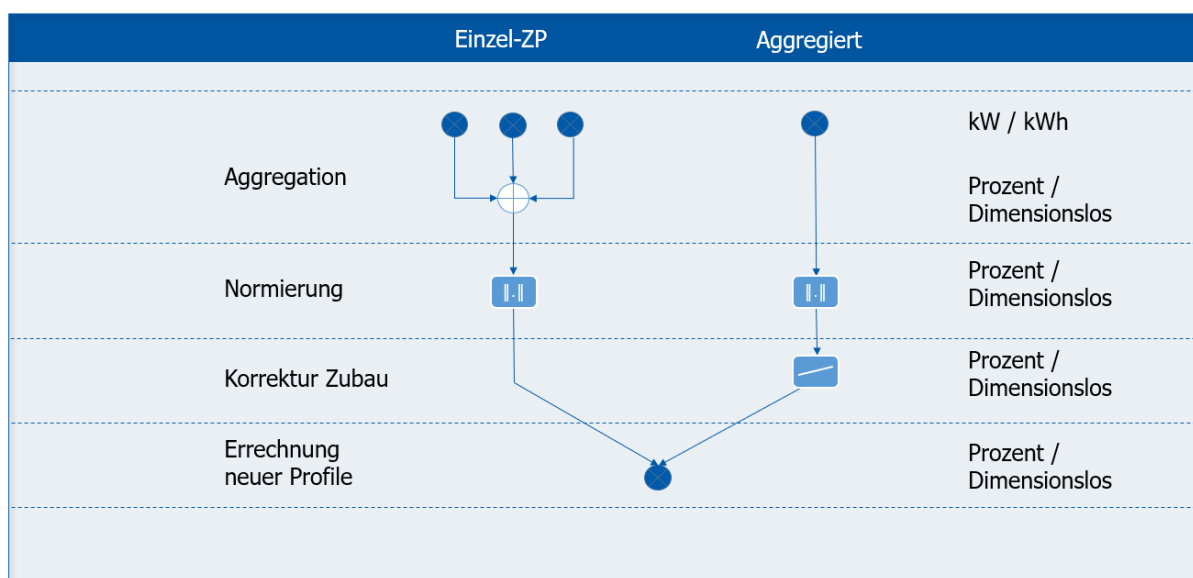 Einzel-ZP
Aggregiert
kW / kWh
Aggregation
Prozent /
Dimensionslos
Normierung
‖.‖
‖.‖
Prozent /
Dimensionslos
Korrektur Zubau
Prozent /
Dimensionslos
Errechnung
neuer Profile
Prozent /
Dimensionslos